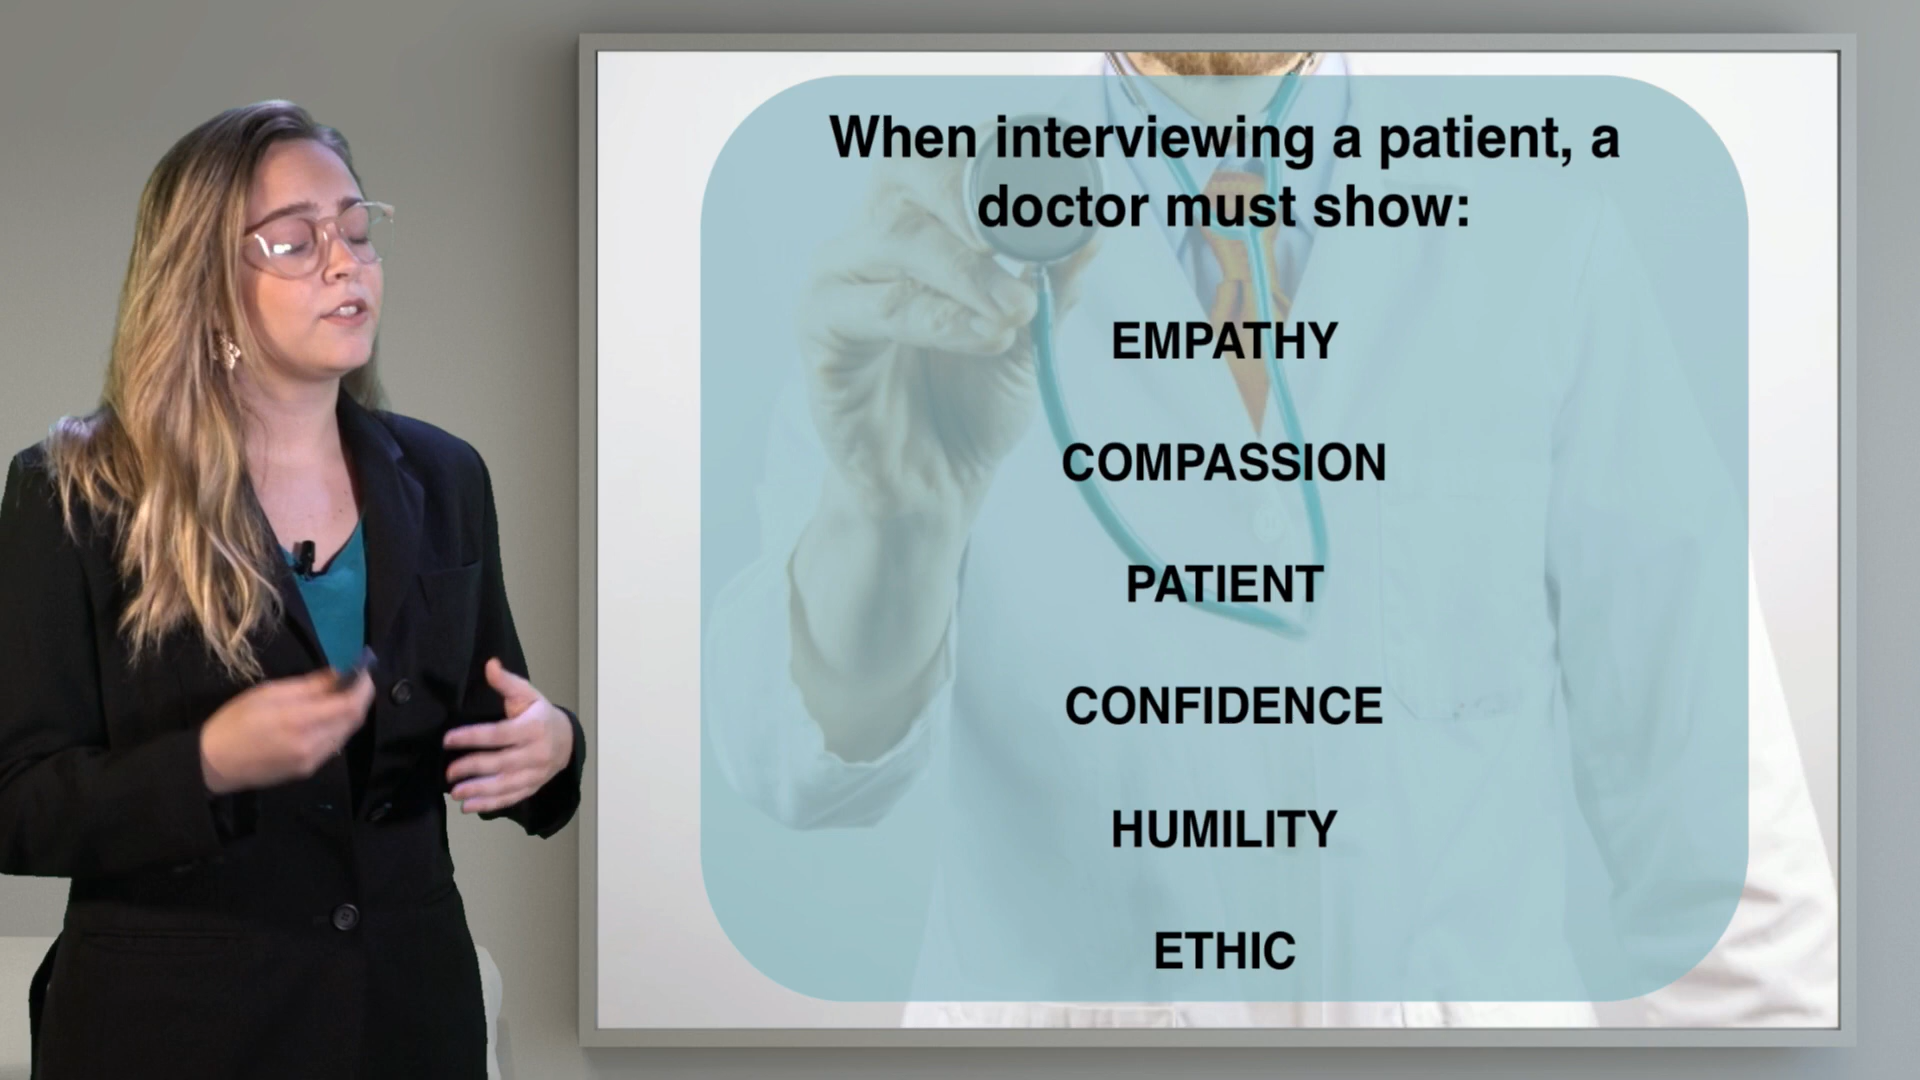 When interviewing a patient, a
doctor must show:
EMPATHY
COMPASSION
PATIENT
CONFIDENCE
HUMILITY
ETHIC